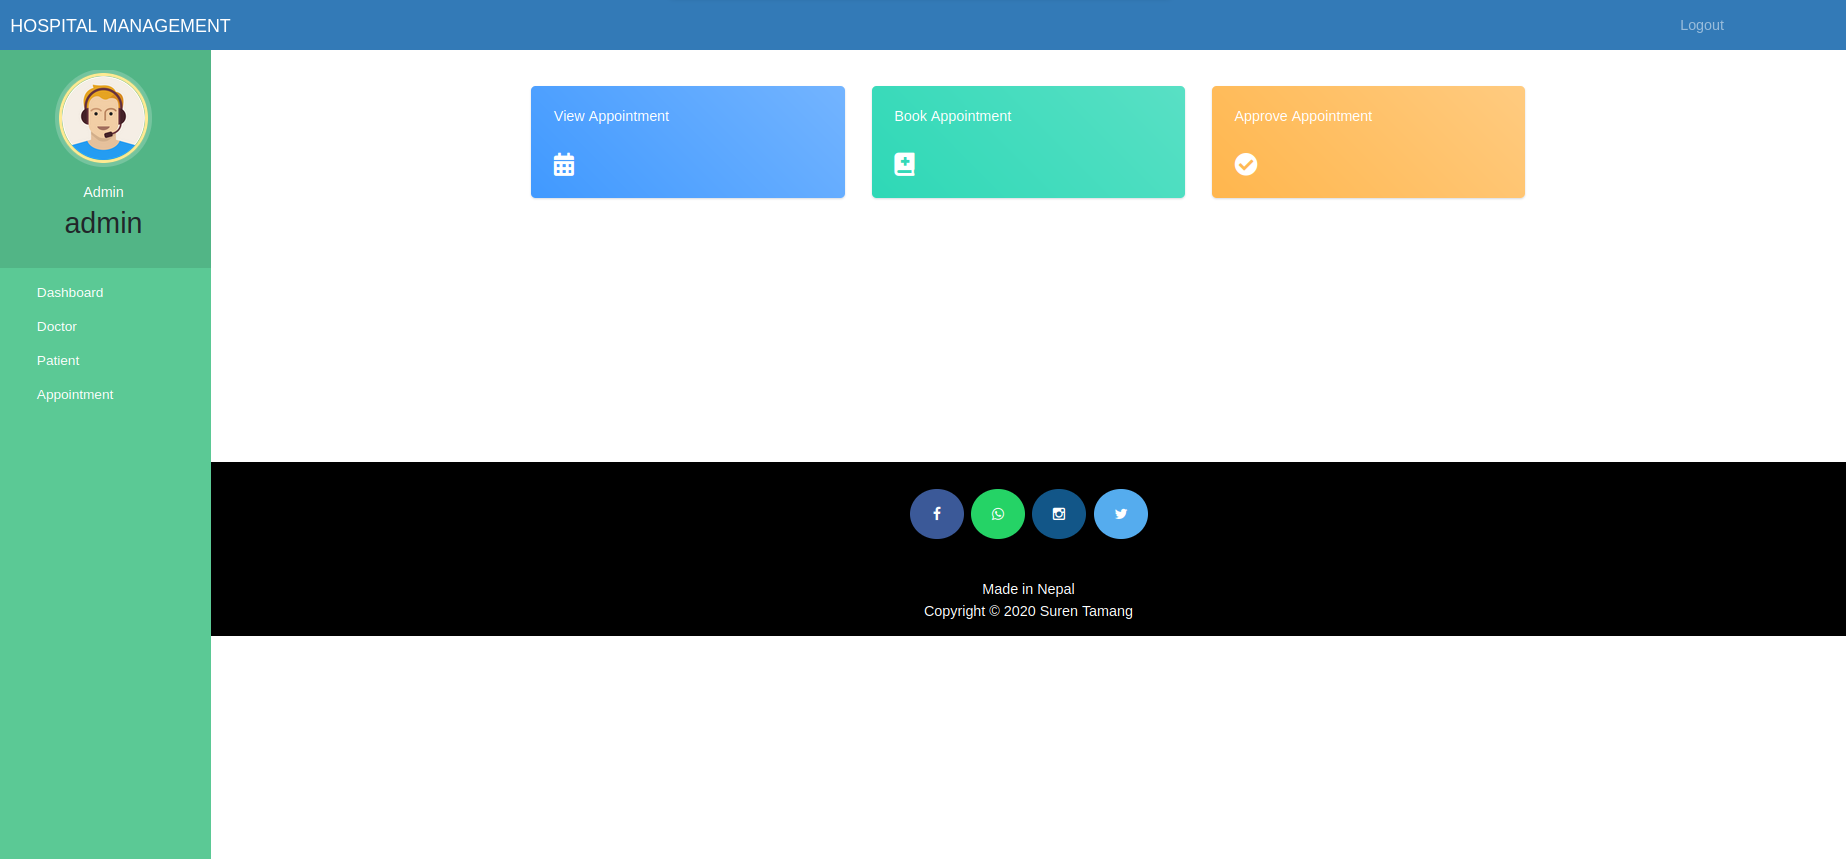 HOSPITAL MANAGEMENT
Logout
Admin
admin
Dashboard
Doctor
Patient
Appointment
View Appointment
Book Appointment
Approve Appointment
Made in Nepal
Copyright © 2020 Suren Tamang